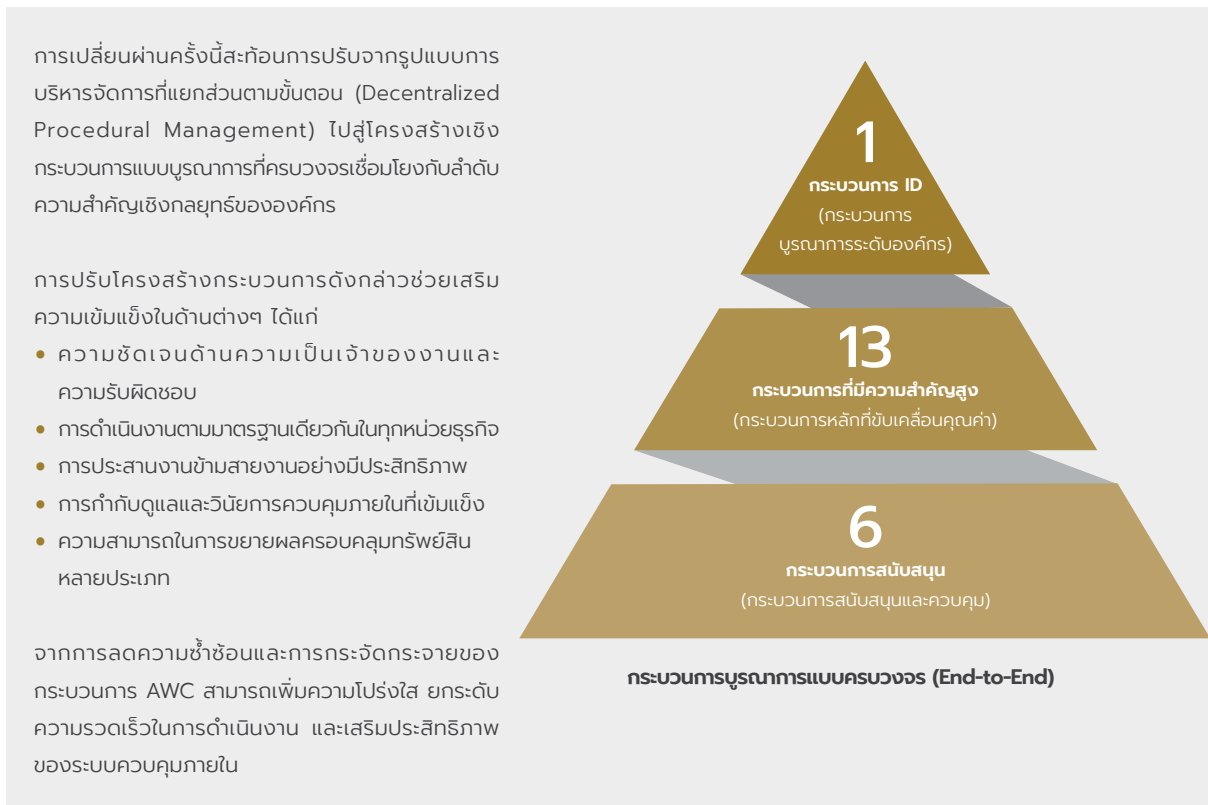 การเปลี่ยนผ่านครั้งนี้สะท้อนการปรับจากรูปแบบการ
บริหารจัดการที่แยกส่วนตามขั้นตอน (Decentralized
Procedural Management) ไปสู่โครงสร้างเชิง
กระบวนการแบบบูรณาการที่ครบวงจรเชื่อมโยงกับลำดับ
ความสำคัญเชิงกลยุทธ์ขององค์กร
การปรับโครงสร้างกระบวนการดังกล่าวช่วยเสริม
ความเข้มแข็งในด้านต่างๆ ได้แก่
• ความชัดเจนด้านความเป็นเจ้าของงานและ
ความรับผิดชอบ
• การดำเนินงานตามมาตรฐานเดียวกันในทุกหน่วยธุรกิจ
• การประสานงานข้ามสายงานอย่างมีประสิทธิภาพ
• การกำกับดูแลและวินัยการควบคุมภายในที่เข้มแข็ง
• ความสามารถในการขยายผลครอบคลุมทรัพย์สิน
หลายประเภท
จากการลดความซ้ำซ้อนและการกระจัดกระจายของ
กระบวนการ AWC สามารถเพิ่มความโปร่งใส ยกระดับ
ความรวดเร็วในการดำเนินงาน และเสริมประสิทธิภาพ
ของระบบควบคุมภายใน
1
กระบวนการ ID
(กระบวนการ
บูรณาการระดับองค์กร)
13
กระบวนการที่มีความสำคัญสูง
(กระบวนการหลักที่ขับเคลื่อนคุณค่า)
6
กระบวนการสนับสนุน
(กระบวนการสนับสนุนและควบคุม)
กระบวนการบูรณาการแบบครบวงจร (End-to-End)